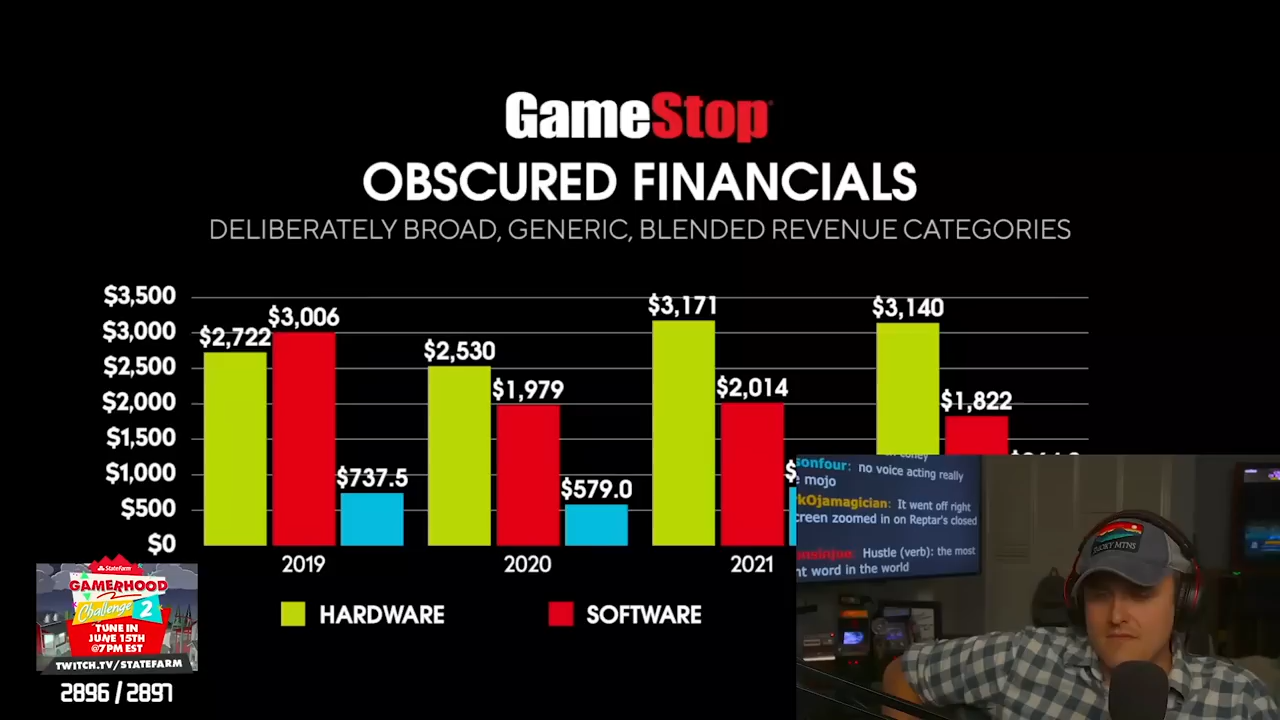 GameStop
OBSCURED FINANCIALS
DELIBERATELY BROAD, GENERIC, BLENDED REVENUE CATEGORIES
$3,500
$3,000
$2,500
$2,000
$1,500
$1,000
$500
$0
$2,722
$3,006
$737.5
$2,530
$1,979
$579.0
$3,171
$2,014
$
$3,140
$1,822
2019
2020
2021
HARDWARE
SOFTWARE
sonfour: no voice acting really
mojo
kOjamagician: It went off right
creen zoomed in on Reptar's closed
Hustle (verb): the most
nt word in the world
StateFarm
GAMERHOOD
Challenge 2
TUNE IN
JUNE 15TH
@7PM EST
TWITCH.TV/STATEFARM
2896 / 2897